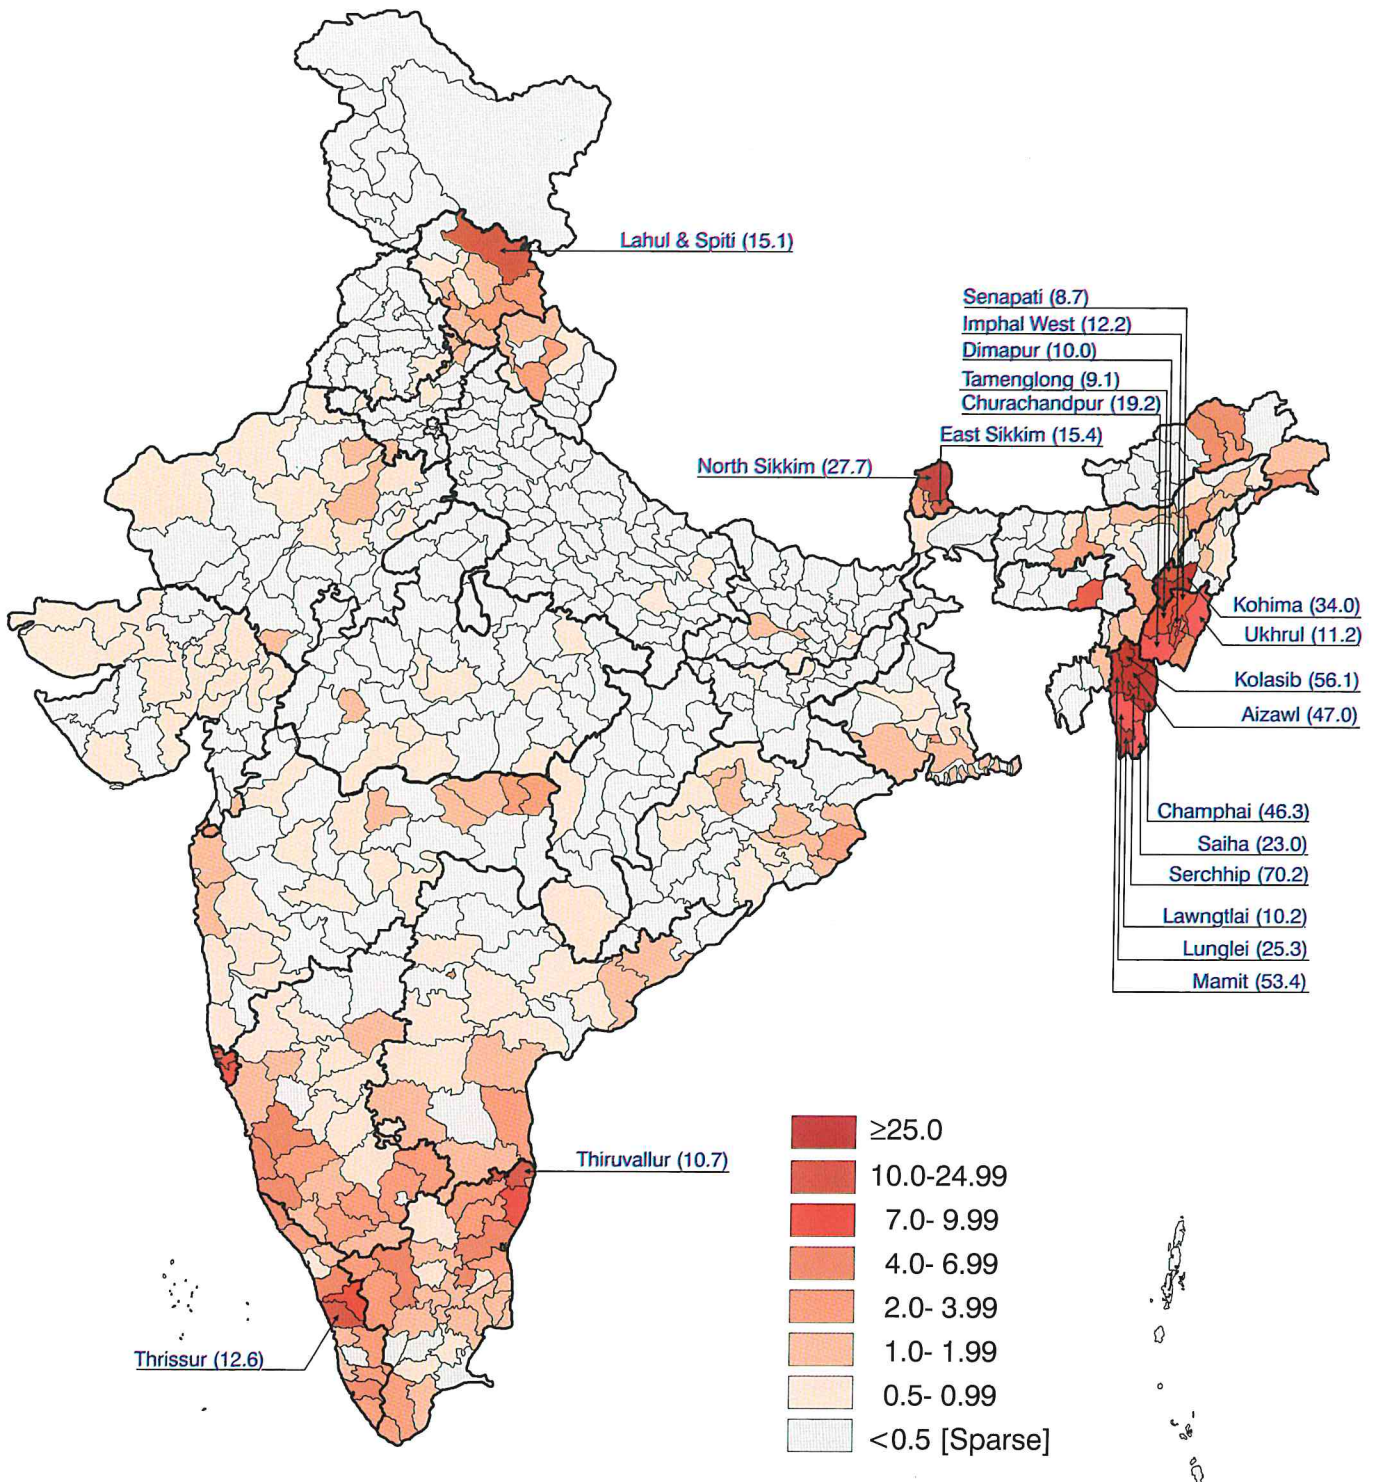 Lahul & Spiti (15.1)
Senapati (8.7)
Imphal West (12.2)
Dimapur (10.0)
Tamenglong (9.1)
Churachandpur (19.2)
East Sikkim (15.4)
North Sikkim (27.7)
Kohima (34.0)
Ukhrul (11.2)
Kolasib (56.1)
Aizawl (47.0)
Champhai (46.3)
Saiha (23.0)
Serchhip (70.2)
Lawngtlai (10.2)
Lunglei (25.3)
Mamit (53.4)
Thiruvallur (10.7)
Thrissur (12.6)
≥25.0
10.0-24.99
7.0- 9.99
4.0- 6.99
2.0- 3.99
1.0- 1.99
0.5- 0.99
<0.5 [Sparse]